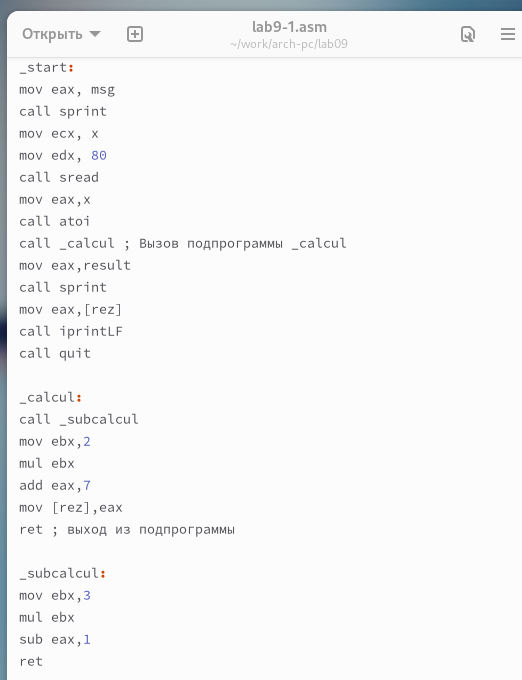 Открыть
lab9-1.asm
~/work/arch-pc/lab09
_start:
mov eax, msg
call sprint
mov ecx, x
mov edx, 80
call sread
mov eax,x
call atoi
call _calcul ; Вызов подпрограммы _calcul
mov eax,result
call sprint
mov eax,[rez]
call iprintLF
call quit

_calcul:
call _subcalcul
mov ebx,2
mul ebx
add eax,7
mov [rez],eax
ret ; выход из подпрограммы

_subcalcul:
mov ebx,3
mul ebx
sub eax,1
ret